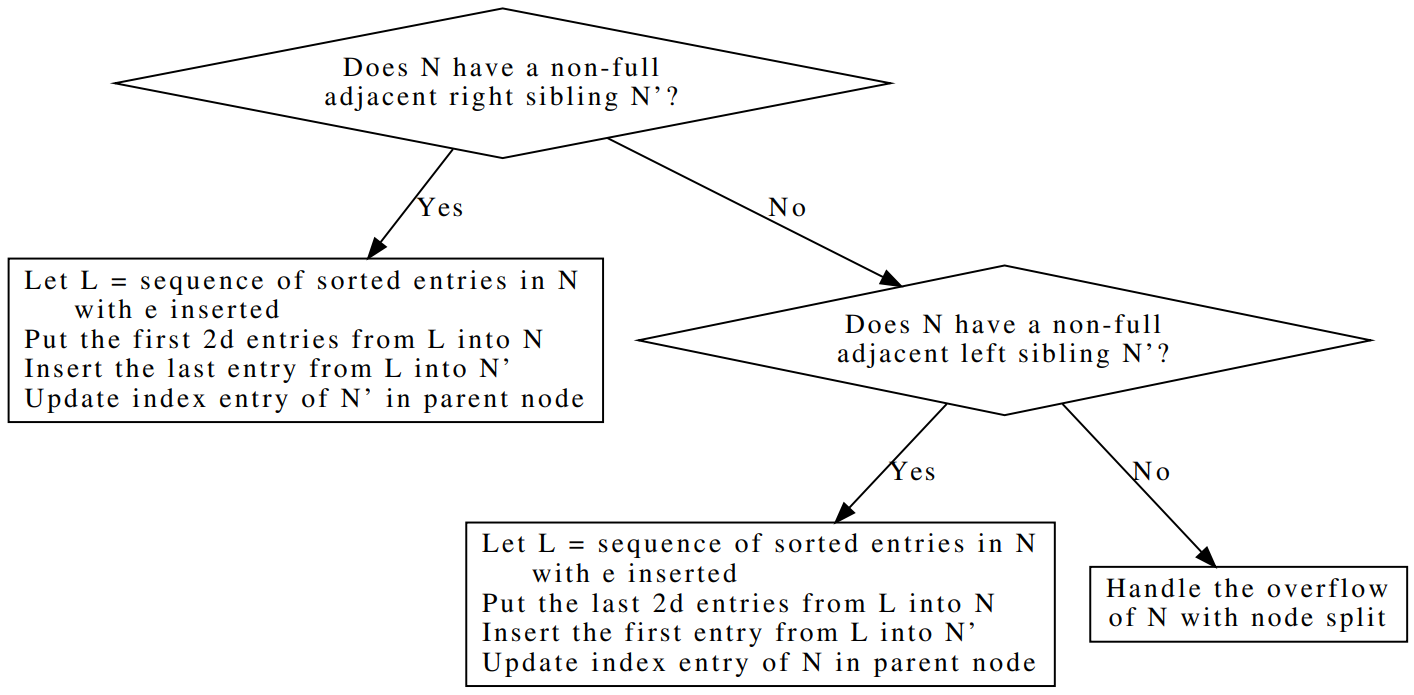 Does N have a non-full
adjacent right sibling N’?
Yes
No
Let L = sequence of sorted entries in N
with e inserted
Put the first 2d entries from L into N
Insert the last entry from L into N’
Update index entry of N’ in parent node
Does N have a non-full
adjacent left sibling N’?
Yes
No
Let L = sequence of sorted entries in N
with e inserted
Put the last 2d entries from L into N
Insert the first entry from L into N’
Update index entry of N in parent node
Handle the overflow
of N with node split